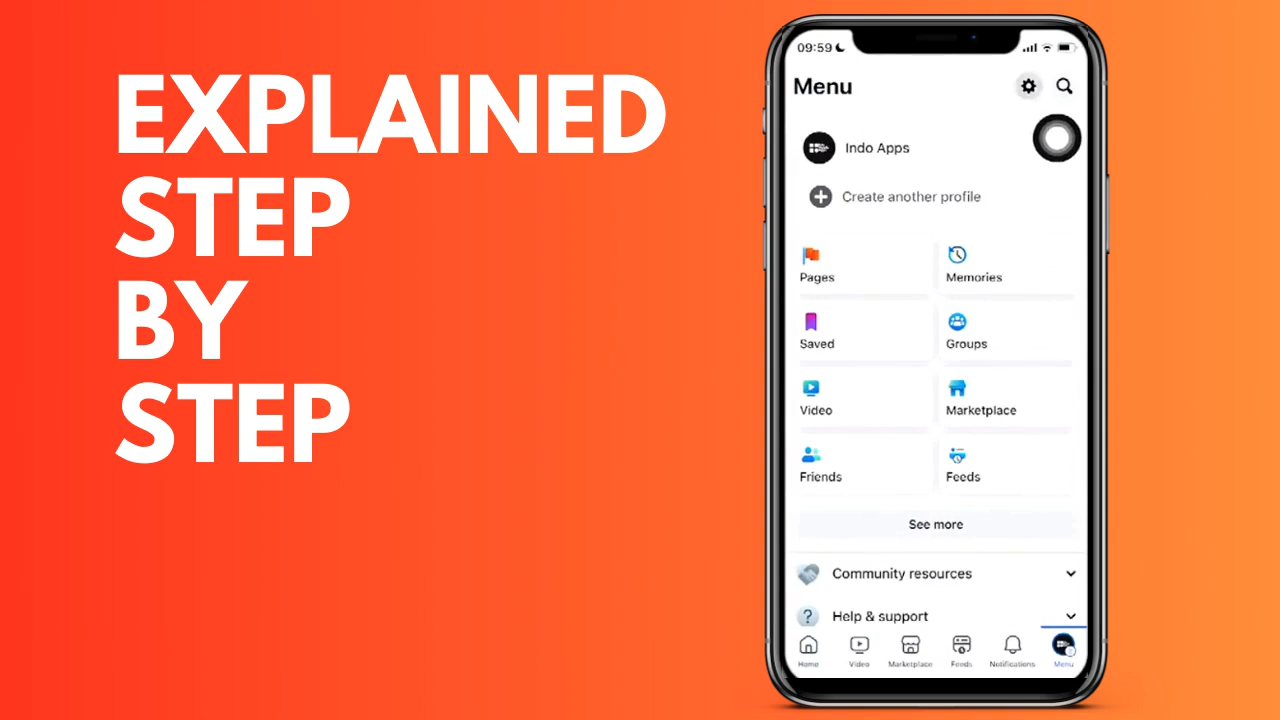 EXPLAINED
STEP
BY
STEP
09:59
Menu
Indo Apps
Create another profile
Pages
Memories
Saved
Groups
Video
Marketplace
Friends
Feeds
See more
Community resources
Help & support
Home
Video
Marketplace
Feeds
Notifications
Menu